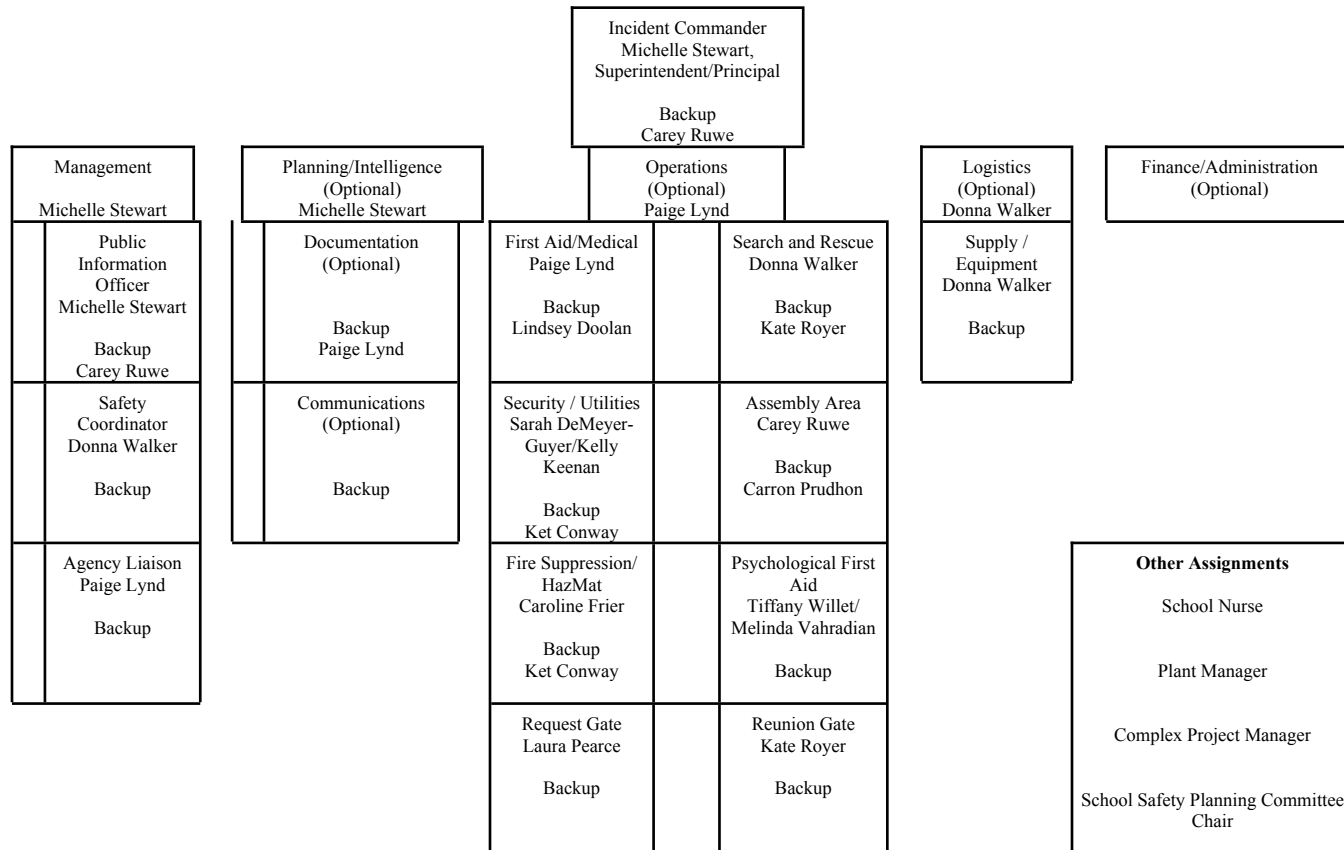 Incident Commander
Michelle Stewart,
Superintendent/Principal
Backup
Carey Ruwe
Management
Michelle Stewart
Planning/Intelligence
(Optional)
Michelle Stewart
Operations
(Optional)
Paige Lynd
Logistics
(Optional)
Donna Walker
Finance/Administration
(Optional)
Public
Information
Officer
Michelle Stewart
Backup
Carey Ruwe
Documentation
(Optional)
Backup
Paige Lynd
First Aid/Medical
Paige Lynd
Backup
Lindsey Doolan
Search and Rescue
Donna Walker
Backup
Kate Royer
Supply /
Equipment
Donna Walker
Backup
Safety
Coordinator
Donna Walker
Backup
Communications
(Optional)
Backup
Security / Utilities
Sarah DeMeyer-
Guyer/Kelly
Keenan
Backup
Ket Conway
Assembly Area
Carey Ruwe
Backup
Carron Prudhon
Agency Liaison
Paige Lynd
Backup
Fire Suppression/
HazMat
Caroline Frier
Backup
Ket Conway
Psychological First
Aid
Tiffany Willet/
Melinda Vahradian
Backup
Other Assignments
School Nurse
Plant Manager
Complex Project Manager
School Safety Planning Committee
Chair
Request Gate
Laura Pearce
Backup
Reunion Gate
Kate Royer
Backup